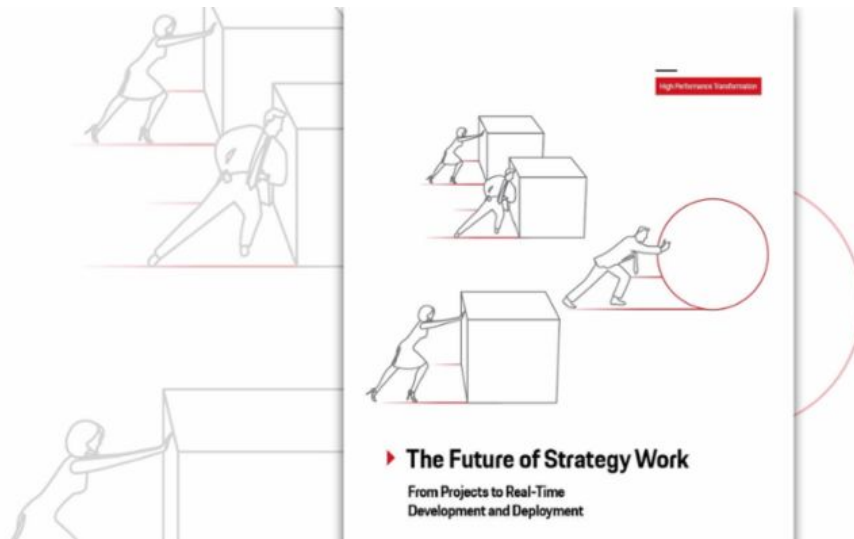 High Performance Transformation
The Future of Strategy Work
From Projects to Real-Time
Development and Deployment